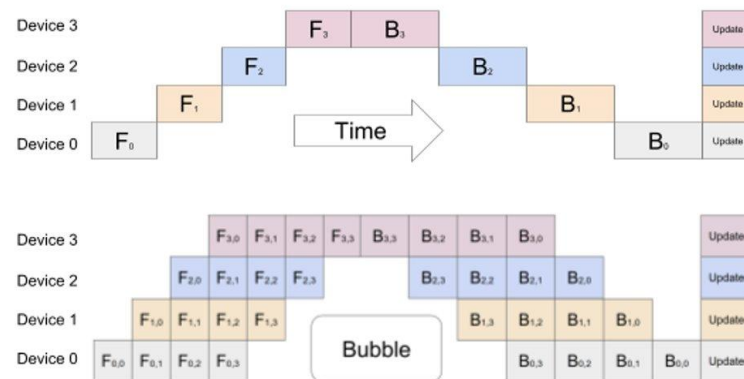 Device 3 F₃ B₃ Update
Device 2 F₂ B₂ Update
Device 1 F₁ B₁ Update
Time
Device 0 F₀ B₀ Update
Device 3 F₃,₀ F₃,₁ F₃,₂ F₃,₃ B₃,₃ B₃,₂ B₃,₁ B₃,₀ Update
Device 2 F₂,₀ F₂,₁ F₂,₂ F₂,₃ B₂,₃ B₂,₂ B₂,₁ B₂,₀ Update
Device 1 F₁,₀ F₁,₁ F₁,₂ F₁,₃ B₁,₃ B₁,₂ B₁,₁ B₁,₀ Update
Bubble
Device 0 F₀,₀ F₀,₁ F₀,₂ F₀,₃ B₀,₃ B₀,₂ B₀,₁ B₀,₀ Update